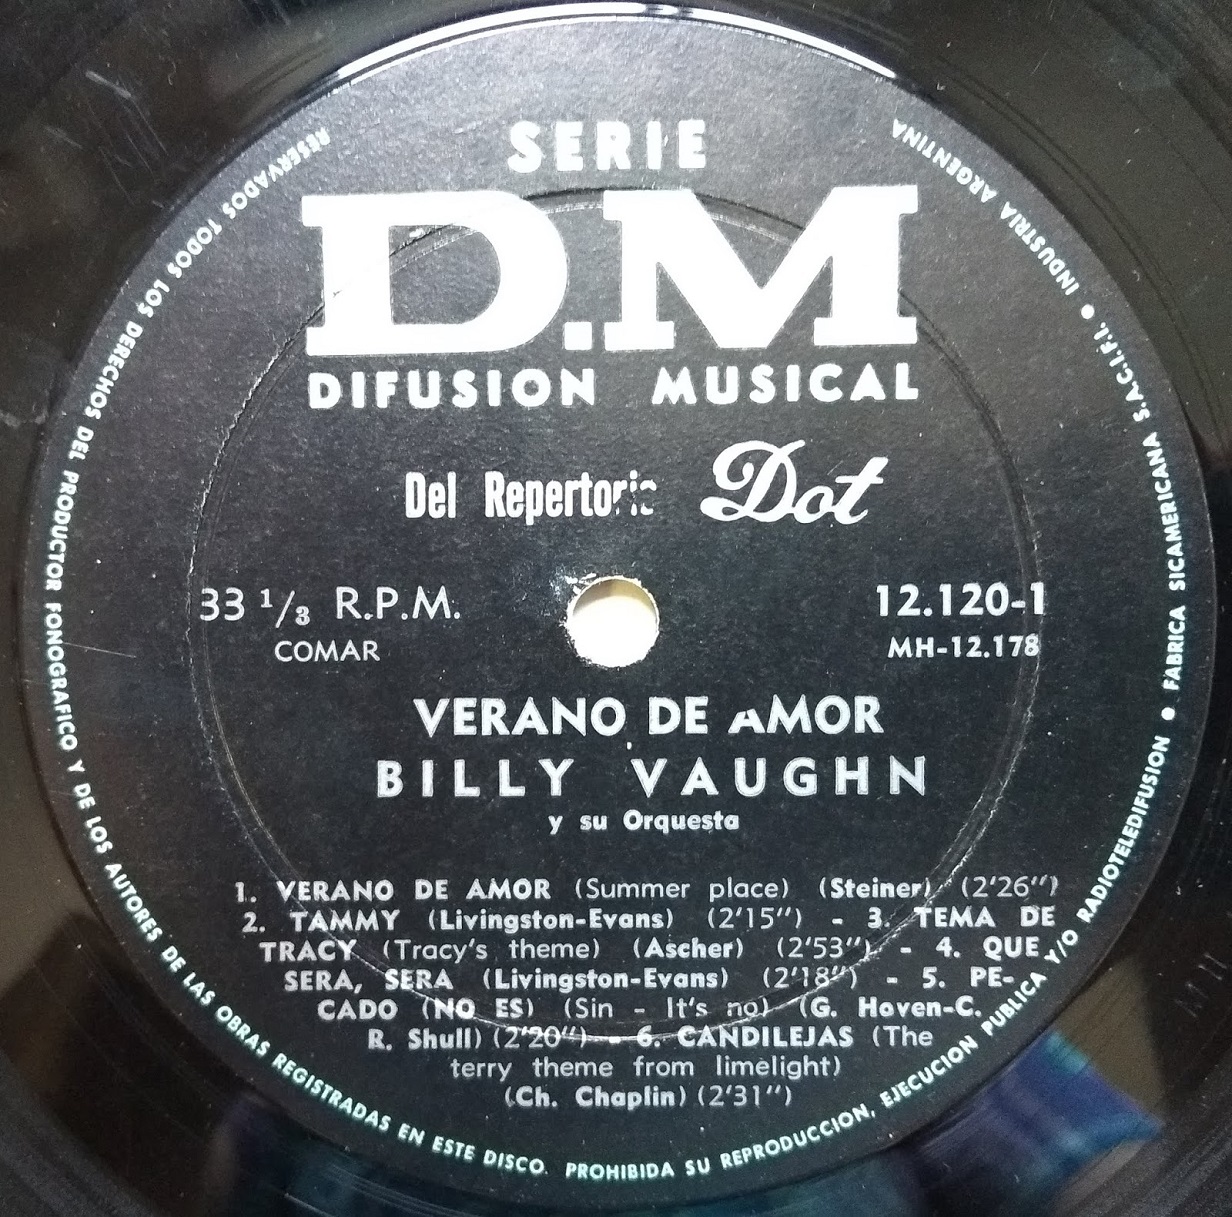 SERIE
D.M
DIFUSION MUSICAL
Del Repertorio Dot
33 1/3 R.P.M.
COMAR
12.120-1
MH-12.178
VERANO DE AMOR
BILLY VAUGHN
y su Orquesta
1. VERANO DE AMOR (Summer place) (Steiner) (2'26")
2. TAMMY (Livingston-Evans) (2'15") - 3. TEMA DE
TRACY (Tracy's theme) (Ascher) (2'53") - 4. QUE
SERA, SERA (Livingston-Evans) (2'18") - 5. PE-
CADO (NO ES) (Sin - It's no) (G. Hoven-C.
R. Shull) (2'20") - 6. CANDILEJAS (The
terry theme from limelight)
(Ch. Chaplin) (2'31")
RESERVADOS TODOS LOS DERECHOS DEL PRODUCTOR FONOGRAFICO Y DE LOS AUTORES DE LAS OBRAS REGISTRADAS EN ESTE DISCO. PROHIBIDA SU REPRODUCCION, EJECUCION PUBLICA Y/O RADIOTELEDIFUSION • FABRICA SICAMERICANA S.A.C.I.F.I. • INDUSTRIA ARGENTINA